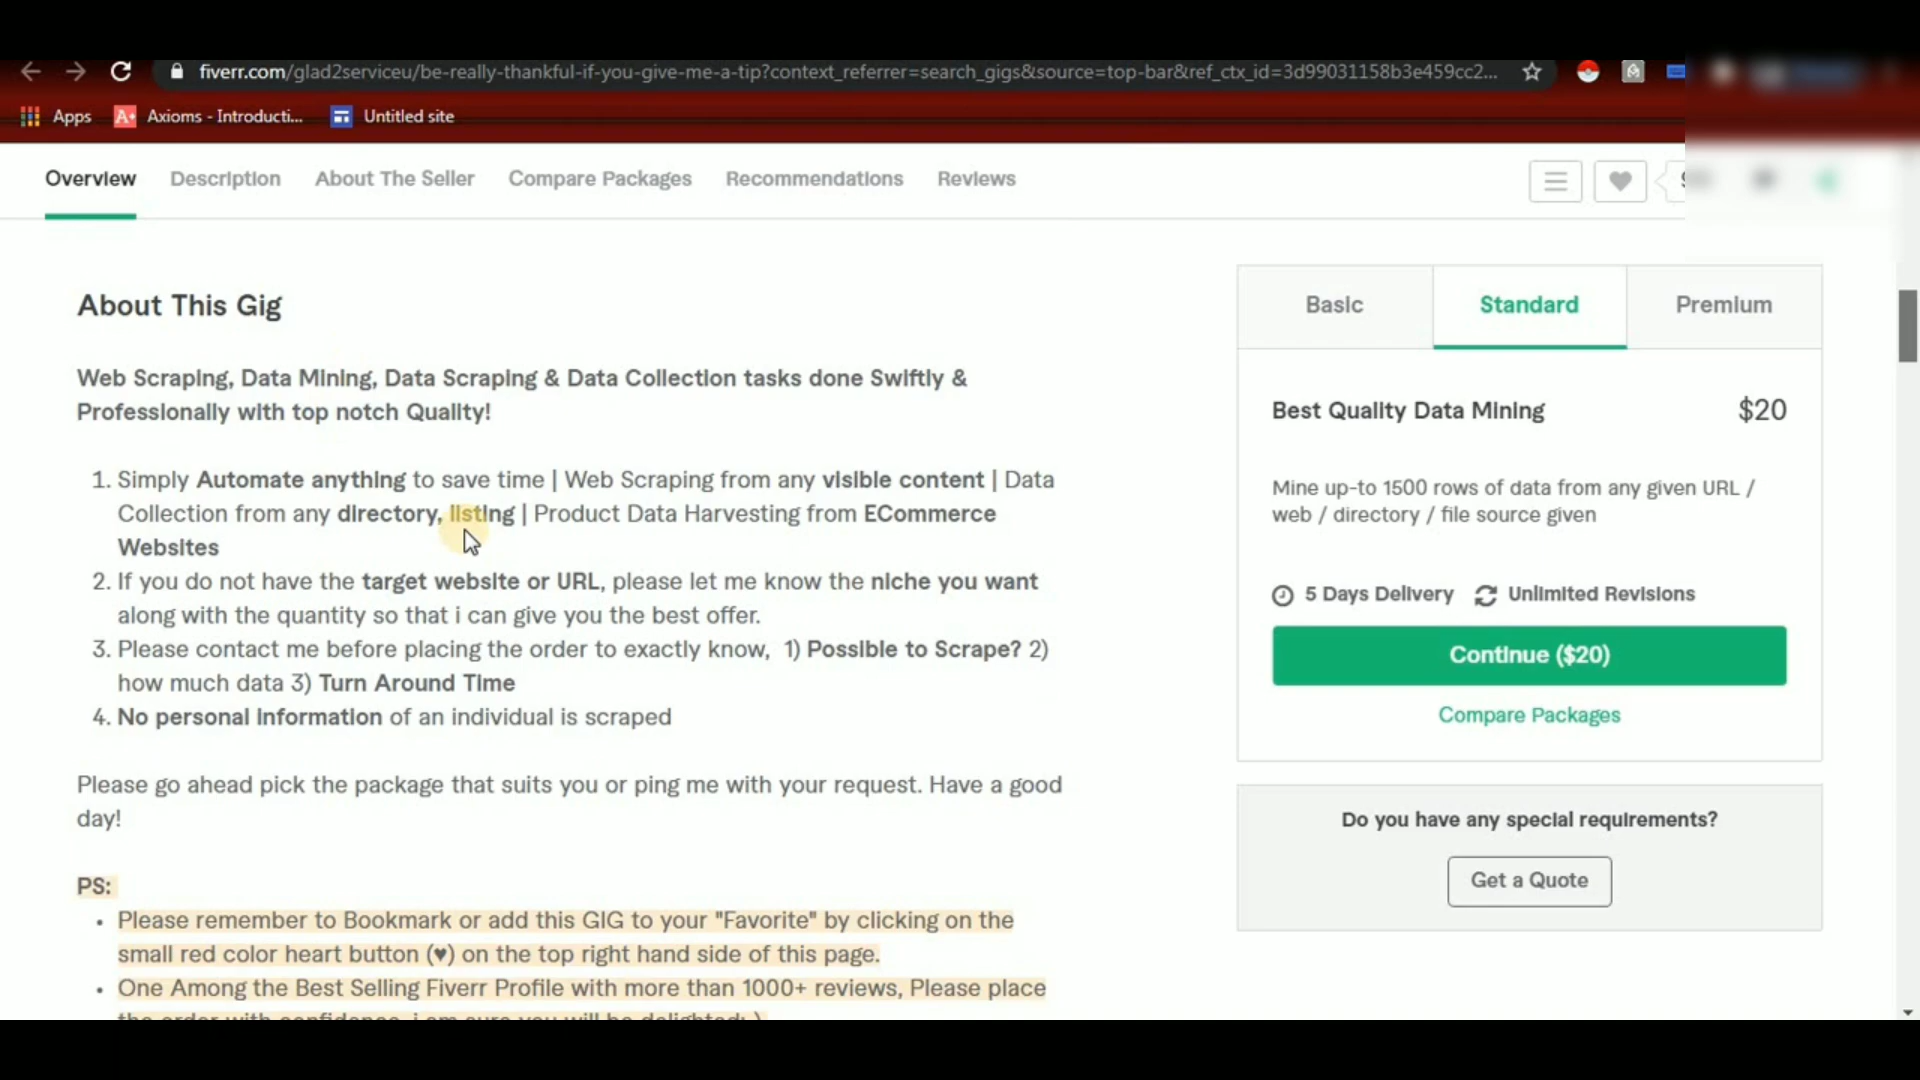 fiverr.com/glad2serviceu/be-really-thankful-if-you-give-me-a-tip?context_referrer=search_gigs&source=top-bar&ref_ctx_id=3d99031158b3e459cc2...
Apps Axioms - Introducti... Untitled site
Overview Description About The Seller Compare Packages Recommendations Reviews
About This Gig
Web Scraping, Data Mining, Data Scraping & Data Collection tasks done Swiftly &
Professionally with top notch Quality!
1. Simply Automate anything to save time | Web Scraping from any visible content | Data
Collection from any directory, listing | Product Data Harvesting from ECommerce
Websites
2. If you do not have the target website or URL, please let me know the niche you want
along with the quantity so that i can give you the best offer.
3. Please contact me before placing the order to exactly know, 1) Possible to Scrape? 2)
how much data 3) Turn Around Time
4. No personal information of an individual is scraped
Please go ahead pick the package that suits you or ping me with your request. Have a good
day!
PS:
• Please remember to Bookmark or add this GIG to your "Favorite" by clicking on the
small red color heart button (♥) on the top right hand side of this page.
• One Among the Best Selling Fiverr Profile with more than 1000+ reviews, Please place
the order with confidence, i am sure you will be delighted: )
Basic Standard Premium
Best Quality Data Mining $20
Mine up-to 1500 rows of data from any given URL /
web / directory / file source given
5 Days Delivery Unlimited Revisions
Continue ($20)
Compare Packages
Do you have any special requirements?
Get a Quote